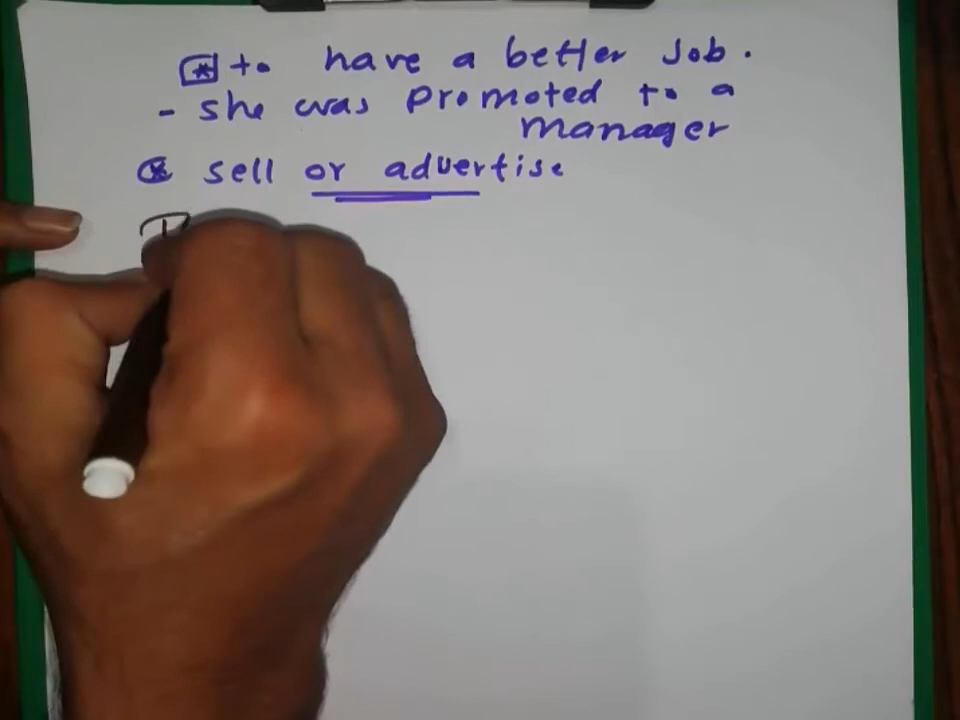 to have a better Job.
- she was promoted to a
manager
sell or advertise